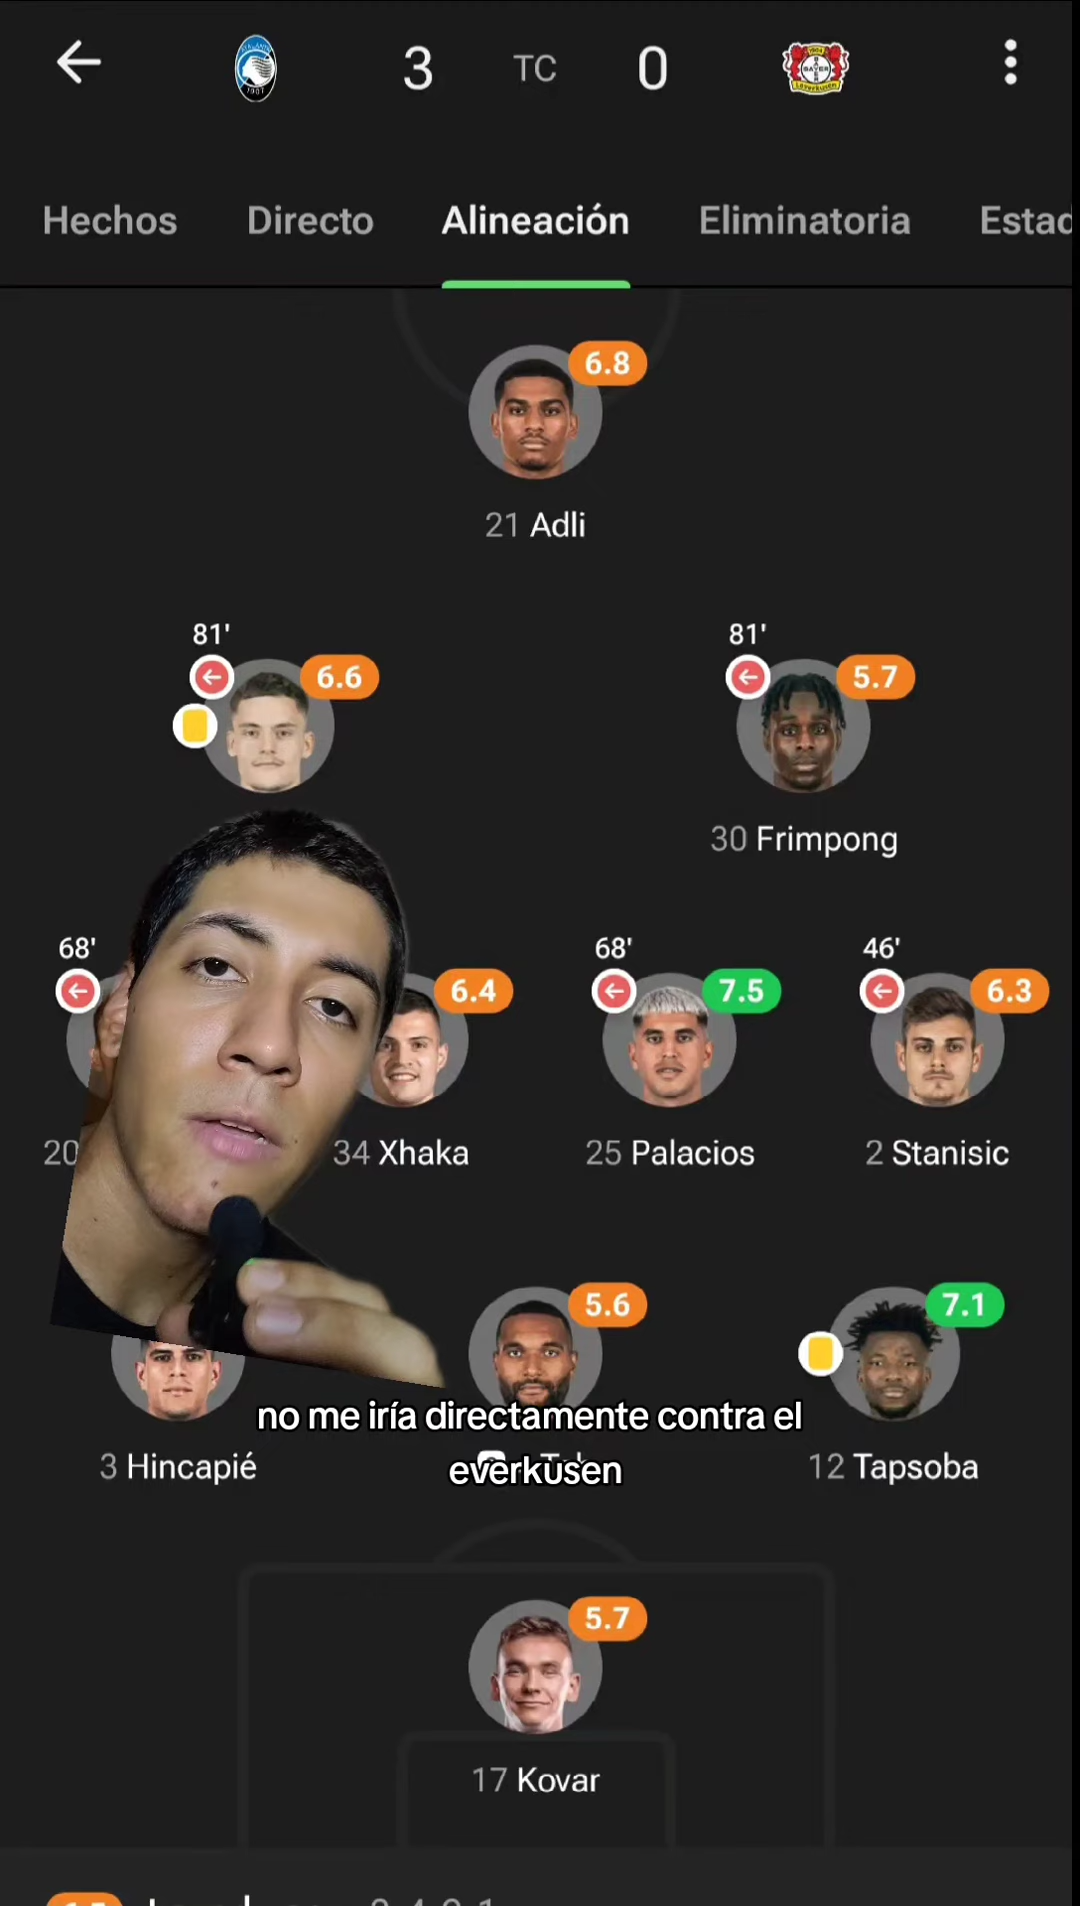 3 TC 0
Hechos Directo Alineación Eliminatoria Estad
6.8
21 Adli
81' 81'
6.6 5.7
30 Frimpong
68' 68' 46'
6.4 7.5 6.3
20 34 Xhaka 25 Palacios 2 Stanisic
5.6 7.1
no me iría directamente contra el
everkusen
3 Hincapié 12 Tapsoba
5.7
17 Kovar